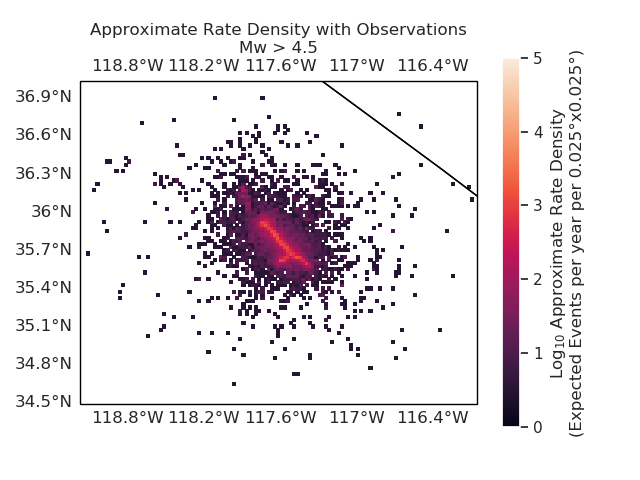 Approximate Rate Density with Observations
Mw > 4.5
118.8°W 118.2°W 117.6°W 117°W 116.4°W
36.9°N
36.6°N
36.3°N
36°N
35.7°N
35.4°N
35.1°N
34.8°N
34.5°N
118.8°W 118.2°W 117.6°W 117°W 116.4°W
5
4
3
2
1
0
Log₁₀ Approximate Rate Density
(Expected Events per year per 0.025°x0.025°)